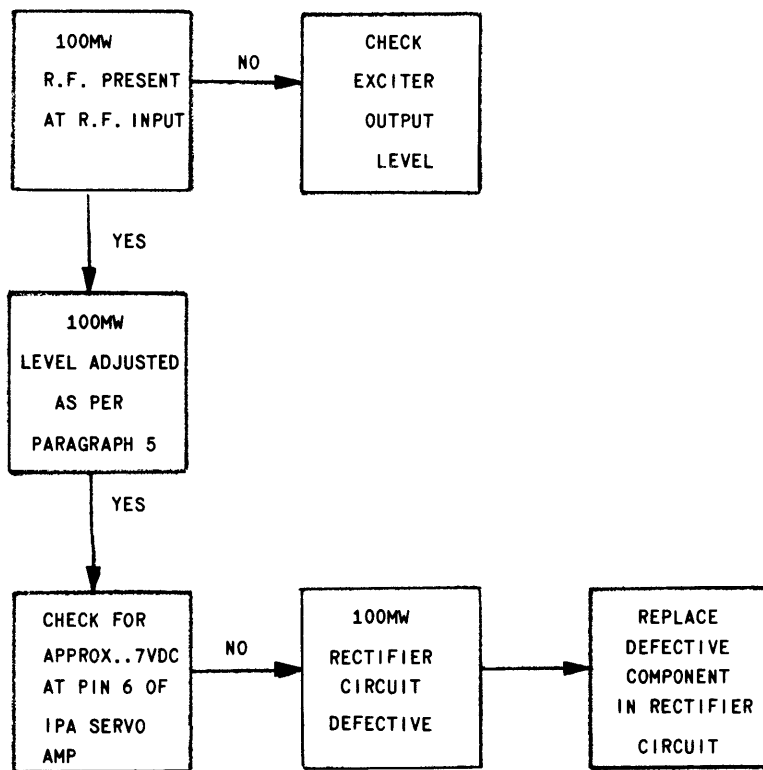 100MW
R.F. PRESENT
AT R.F. INPUT
NO
CHECK
EXCITER
OUTPUT
LEVEL
YES
100MW
LEVEL ADJUSTED
AS PER
PARAGRAPH 5
YES
CHECK FOR
APPROX..7VDC
AT PIN 6 OF
IPA SERVO
AMP
NO
100MW
RECTIFIER
CIRCUIT
DEFECTIVE
REPLACE
DEFECTIVE
COMPONENT
IN RECTIFIER
CIRCUIT